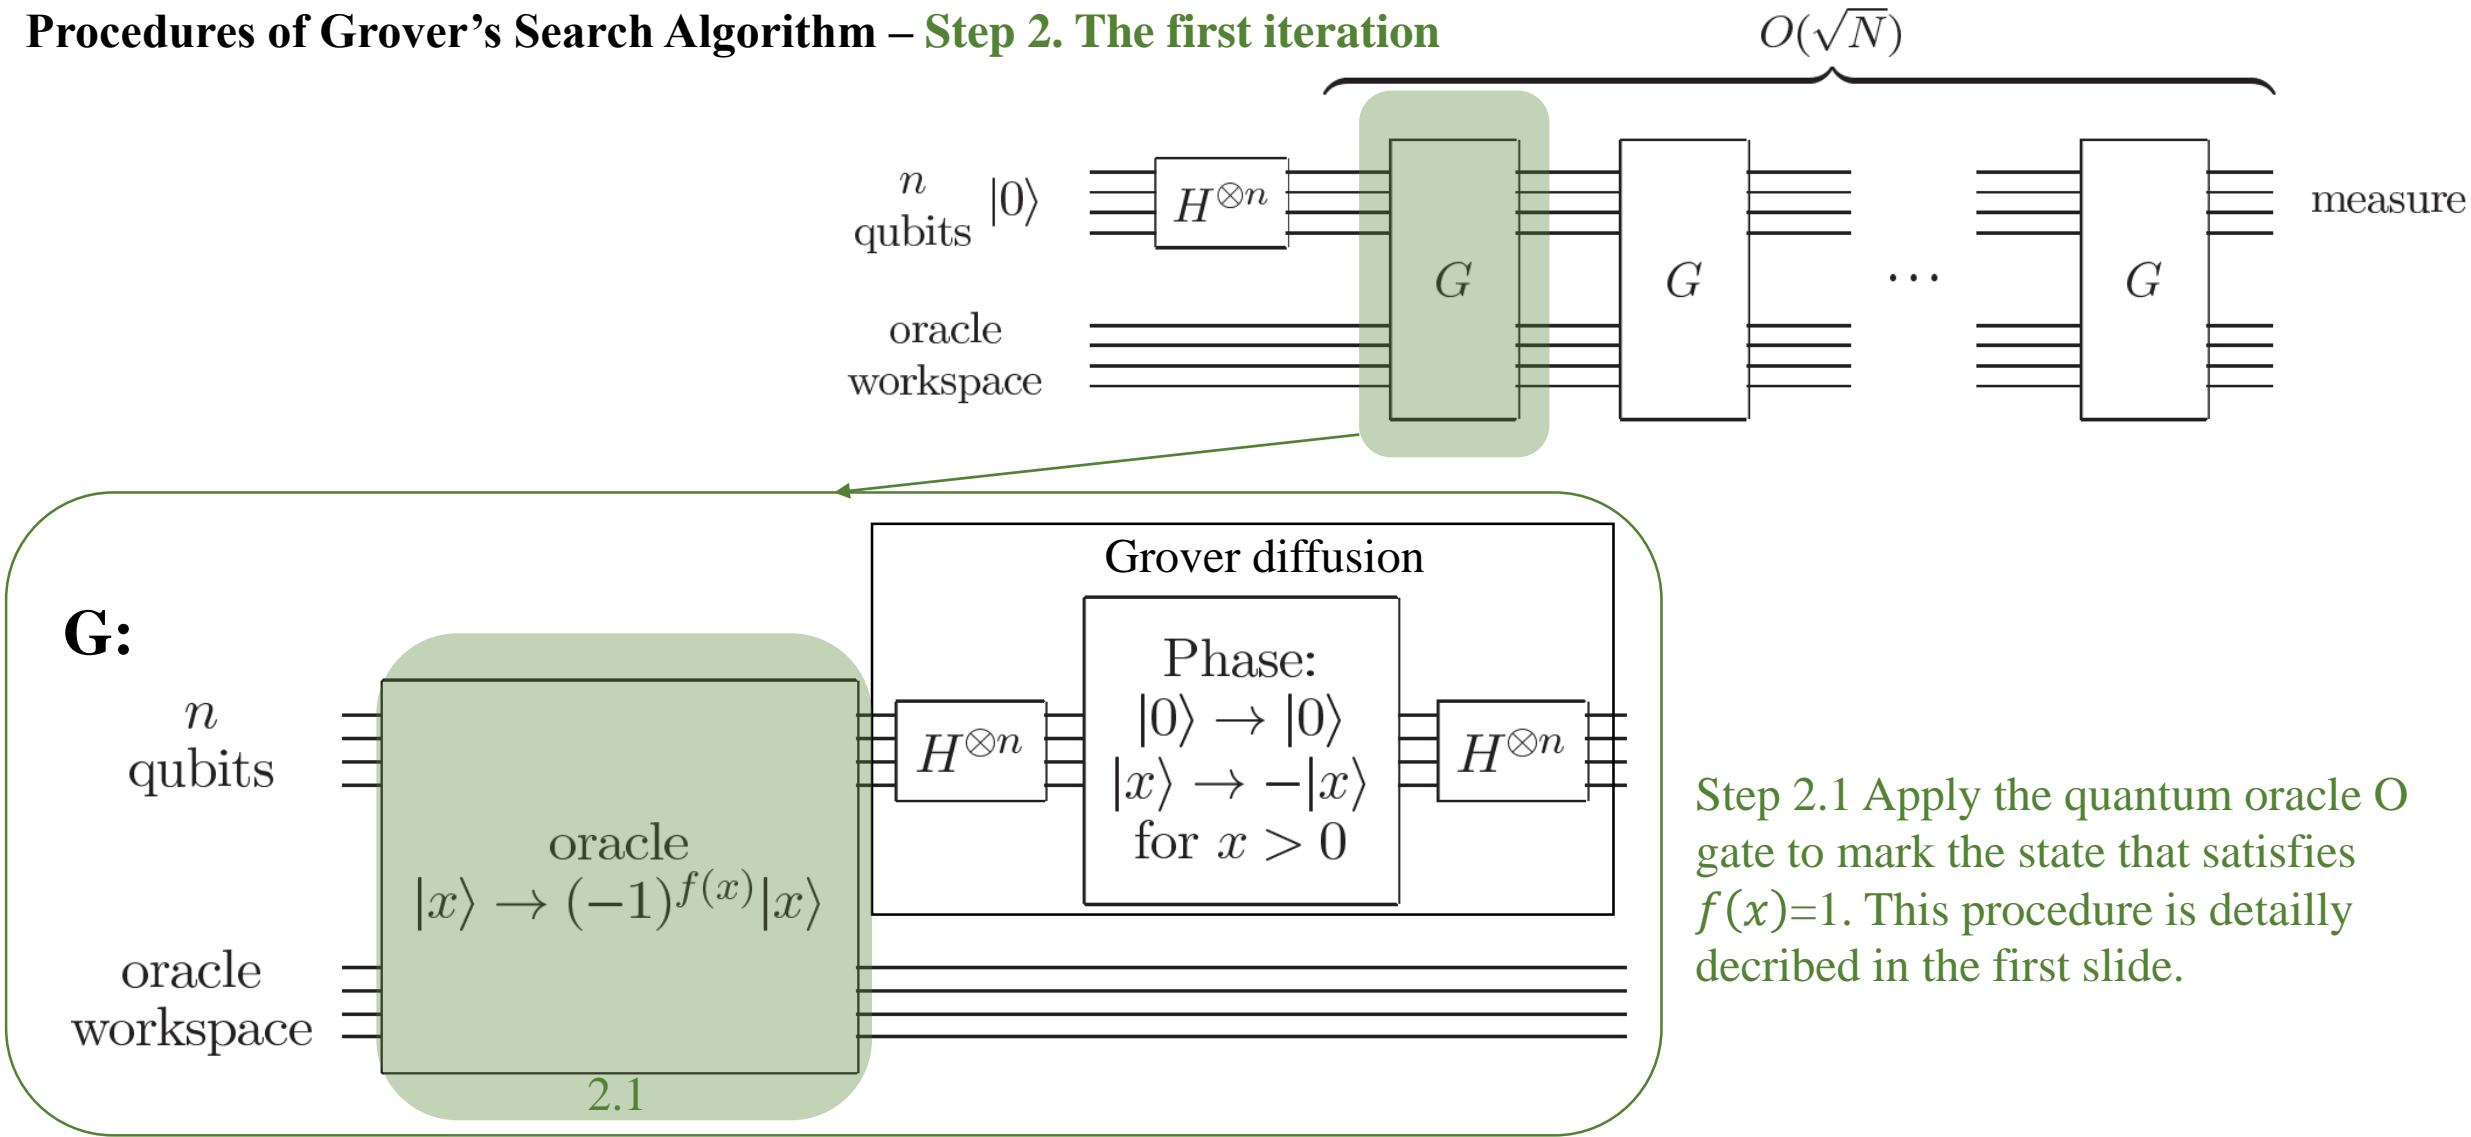 Procedures of Grover’s Search Algorithm – Step 2. The first iteration
O(√N)
n
qubits
|0⟩
H⊗n
G
G
···
G
measure
oracle
workspace
G:
Grover diffusion
n
qubits
oracle
|x⟩ → (−1)^f(x)|x⟩
H⊗n
Phase:
|0⟩ → |0⟩
|x⟩ → −|x⟩
for x > 0
H⊗n
oracle
workspace
2.1
Step 2.1 Apply the quantum oracle O
gate to mark the state that satisfies
f(x)=1. This procedure is detailly
decribed in the first slide.